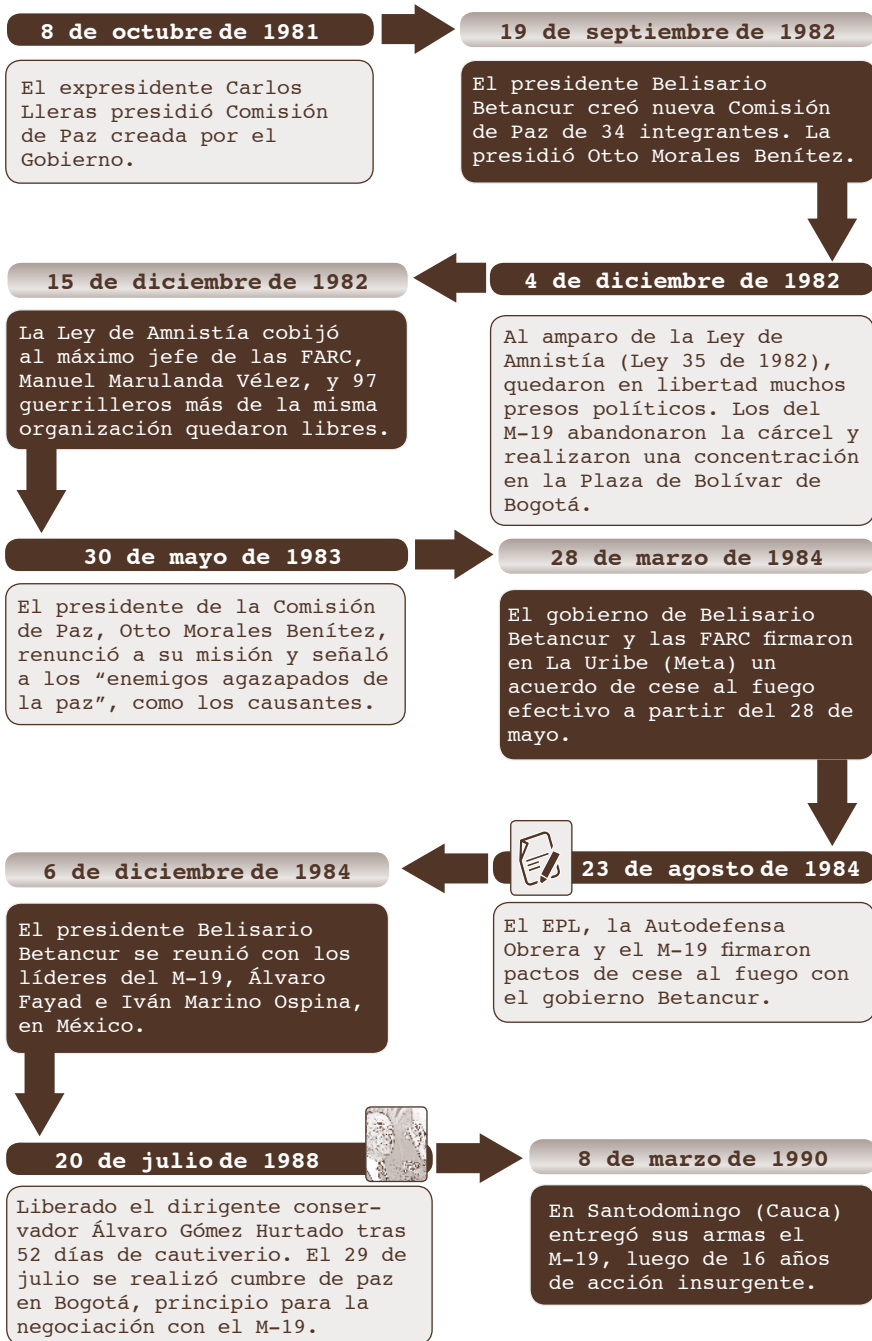 8 de octubre de 1981
El expresidente Carlos
Lleras presidió Comisión
de Paz creada por el
Gobierno.
19 de septiembre de 1982
El presidente Belisario
Betancur creó nueva Comisión
de Paz de 34 integrantes. La
presidió Otto Morales Benítez.
4 de diciembre de 1982
Al amparo de la Ley de
Amnistía (Ley 35 de 1982),
quedaron en libertad muchos
presos políticos. Los del
M-19 abandonaron la cárcel y
realizaron una concentración
en la Plaza de Bolívar de
Bogotá.
15 de diciembre de 1982
La Ley de Amnistía cobijó
al máximo jefe de las FARC,
Manuel Marulanda Vélez, y 97
guerrilleros más de la misma
organización quedaron libres.
30 de mayo de 1983
El presidente de la Comisión
de Paz, Otto Morales Benítez,
renunció a su misión y señaló
a los “enemigos agazapados de
la paz”, como los causantes.
28 de marzo de 1984
El gobierno de Belisario
Betancur y las FARC firmaron
en La Uribe (Meta) un
acuerdo de cese al fuego
efectivo a partir del 28 de
mayo.
23 de agosto de 1984
El EPL, la Autodefensa
Obrera y el M-19 firmaron
pactos de cese al fuego con
el gobierno Betancur.
6 de diciembre de 1984
El presidente Belisario
Betancur se reunió con los
líderes del M-19, Álvaro
Fayad e Iván Marino Ospina,
en México.
20 de julio de 1988
Liberado el dirigente conser-
vador Álvaro Gómez Hurtado tras
52 días de cautiverio. El 29 de
julio se realizó cumbre de paz
en Bogotá, principio para la
negociación con el M-19.
8 de marzo de 1990
En Santodomingo (Cauca)
entregó sus armas el
M-19, luego de 16 años
de acción insurgente.